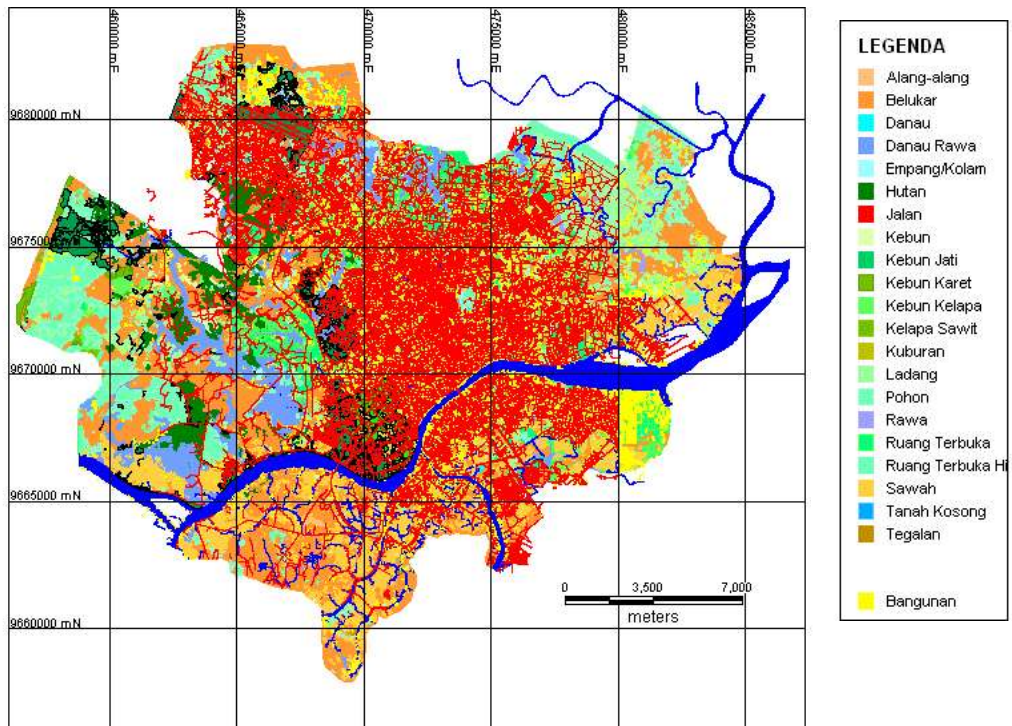 460000 mE
465000 mE
470000 mE
475000 mE
480000 mE
485000 mE
9680000 mN
9675000 mN
9670000 mN
9665000 mN
9660000 mN
0 3,500 7,000
meters
LEGENDA
Alang-alang
Belukar
Danau
Danau Rawa
Empang/Kolam
Hutan
Jalan
Kebun
Kebun Jati
Kebun Karet
Kebun Kelapa
Kelapa Sawit
Kuburan
Ladang
Pohon
Rawa
Ruang Terbuka
Ruang Terbuka Hi
Sawah
Tanah Kosong
Tegalan
Bangunan